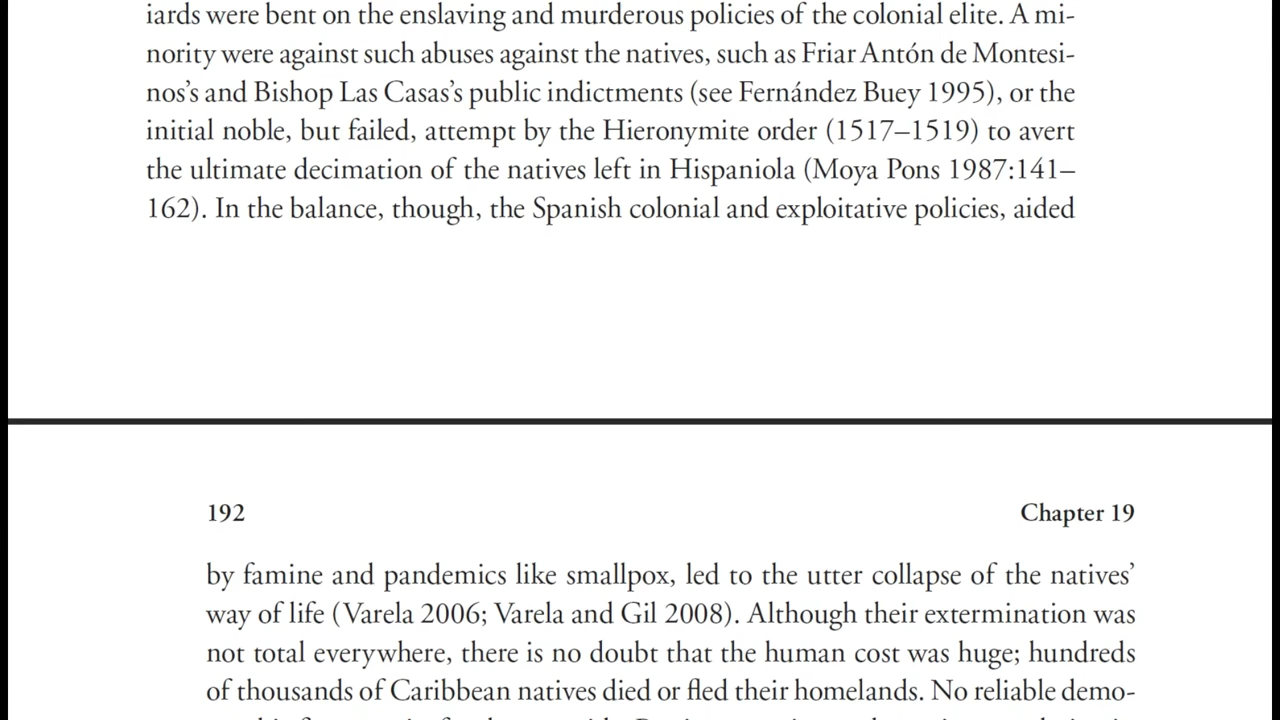 iards were bent on the enslaving and murderous policies of the colonial elite. A mi-
nority were against such abuses against the natives, such as Friar Antón de Montesi-
nos’s and Bishop Las Casas’s public indictments (see Fernández Buey 1995), or the
initial noble, but failed, attempt by the Hieronymite order (1517–1519) to avert
the ultimate decimation of the natives left in Hispaniola (Moya Pons 1987:141–
162). In the balance, though, the Spanish colonial and exploitative policies, aided
192 Chapter 19
by famine and pandemics like smallpox, led to the utter collapse of the natives’
way of life (Varela 2006; Varela and Gil 2008). Although their extermination was
not total everywhere, there is no doubt that the human cost was huge; hundreds
of thousands of Caribbean natives died or fled their homelands. No reliable demo-